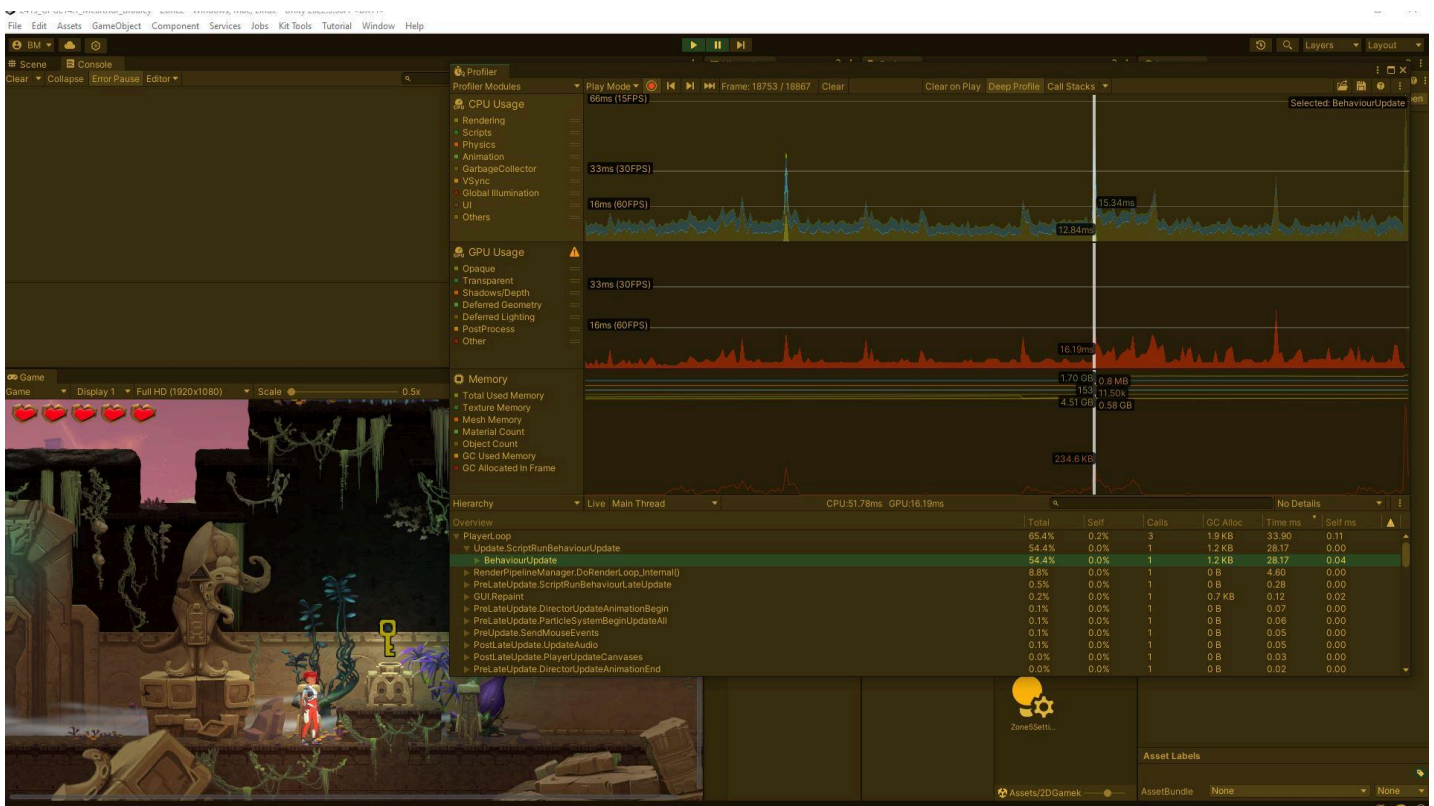 File Edit Assets GameObject Component Services Jobs Kit Tools Tutorial Window Help
BM
Layers Layout
Scene Console
Clear Collapse Error Pause Editor
Profiler
Profiler Modules Play Mode Frame: 18753 / 18867 Clear Clear on Play Deep Profile Call Stacks
CPU Usage
Rendering
Scripts
Physics
Animation
GarbageCollector
VSync
Global Illumination
UI
Others
66ms (15FPS)
Selected: BehaviourUpdate
33ms (30FPS)
16ms (60FPS)
15.34ms
12.84ms
GPU Usage
Opaque
Transparent
Shadows/Depth
Deferred Geometry
Deferred Lighting
PostProcess
Other
33ms (30FPS)
16ms (60FPS)
16.19ms
Memory
Total Used Memory
Texture Memory
Mesh Memory
Material Count
Object Count
GC Used Memory
GC Allocated In Frame
1.70 GB 0.8 MB
153 11.50k
4.51 GB 0.58 GB
234.6 KB
Game
Game Display 1 Full HD (1920x1080) Scale 0.5x
Hierarchy Live Main Thread CPU:51.78ms GPU:16.19ms No Details
Overview Total Self Calls GC Alloc Time ms Self ms
PlayerLoop 65.4% 0.2% 3 1.9 KB 33.90 0.11
Update.ScriptRunBehaviourUpdate 54.4% 0.0% 1 1.2 KB 28.17 0.00
BehaviourUpdate 54.4% 0.0% 1 1.2 KB 28.17 0.04
RenderPipelineManager.DoRenderLoop_Internal() 8.8% 0.0% 1 0 B 4.60 0.00
PreLateUpdate.ScriptRunBehaviourLateUpdate 0.5% 0.0% 1 0 B 0.28 0.00
GUI.Repaint 0.2% 0.0% 1 0.7 KB 0.12 0.02
PreLateUpdate.DirectorUpdateAnimationBegin 0.1% 0.0% 1 0 B 0.07 0.00
PreLateUpdate.ParticleSystemBeginUpdateAll 0.1% 0.0% 1 0 B 0.06 0.00
PreUpdate.SendMouseEvents 0.1% 0.0% 1 0 B 0.05 0.00
PostLateUpdate.UpdateAudio 0.1% 0.0% 1 0 B 0.05 0.00
PostLateUpdate.PlayerUpdateCanvases 0.0% 0.0% 1 0 B 0.03 0.00
PreLateUpdate.DirectorUpdateAnimationEnd 0.0% 0.0% 1 0 B 0.02 0.00
Zone5Setti...
Asset Labels
Assets/2DGamek
AssetBundle None None